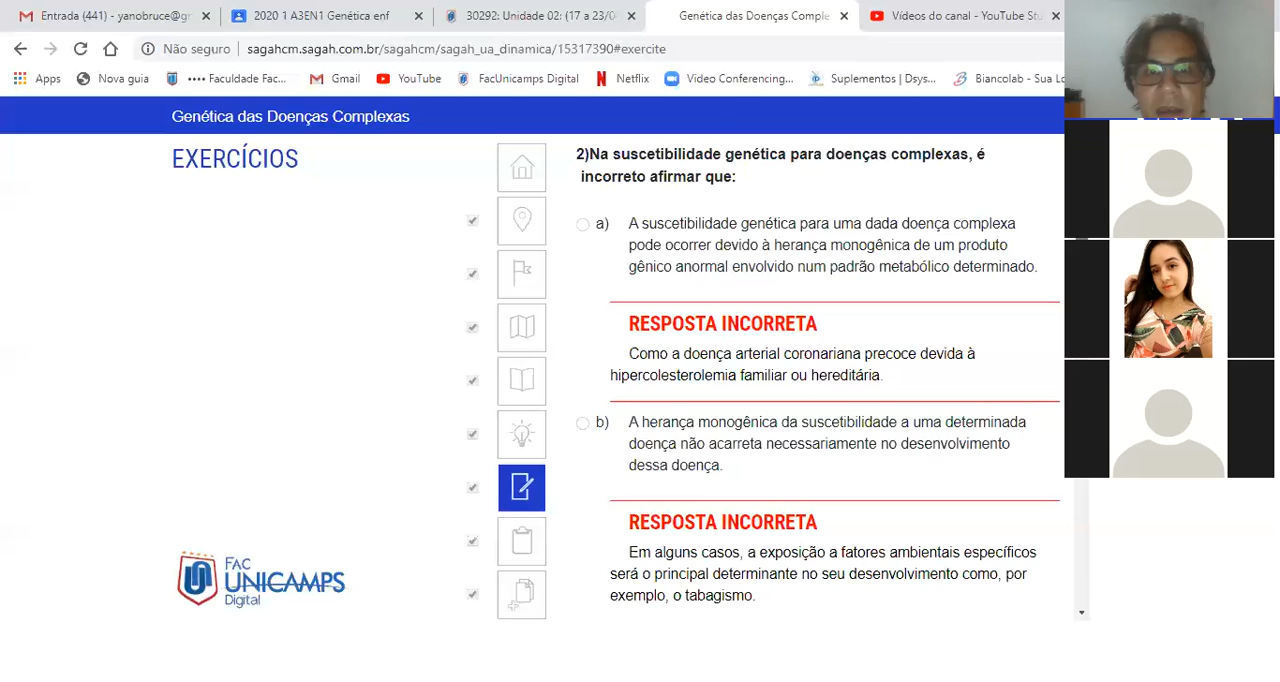 Entrada (441) - yanobruce@gr
2020 1 A3EN1 Genética enf
30292: Unidade 02: (17 a 23/0
Genética das Doenças Comple
Vídeos do canal - YouTube Stu
Não seguro
sagahcm.sagah.com.br/sagahcm/sagah_ua_dinamica/15317390#exercite
Apps
Nova guia
•••• Faculdade Fac...
Gmail
YouTube
FacUnicamps Digital
Netflix
Video Conferencing...
Suplementos | Dsys...
Biancolab - Sua Lo
Genética das Doenças Complexas
EXERCÍCIOS
2)Na suscetibilidade genética para doenças complexas, é
incorreto afirmar que:
a) A suscetibilidade genética para uma dada doença complexa
pode ocorrer devido à herança monogênica de um produto
gênico anormal envolvido num padrão metabólico determinado.
RESPOSTA INCORRETA
Como a doença arterial coronariana precoce devida à
hipercolesterolemia familiar ou hereditária.
b) A herança monogênica da suscetibilidade a uma determinada
doença não acarreta necessariamente no desenvolvimento
dessa doença.
RESPOSTA INCORRETA
Em alguns casos, a exposição a fatores ambientais específicos
será o principal determinante no seu desenvolvimento como, por
exemplo, o tabagismo.
FAC
UNICAMPS
Digital